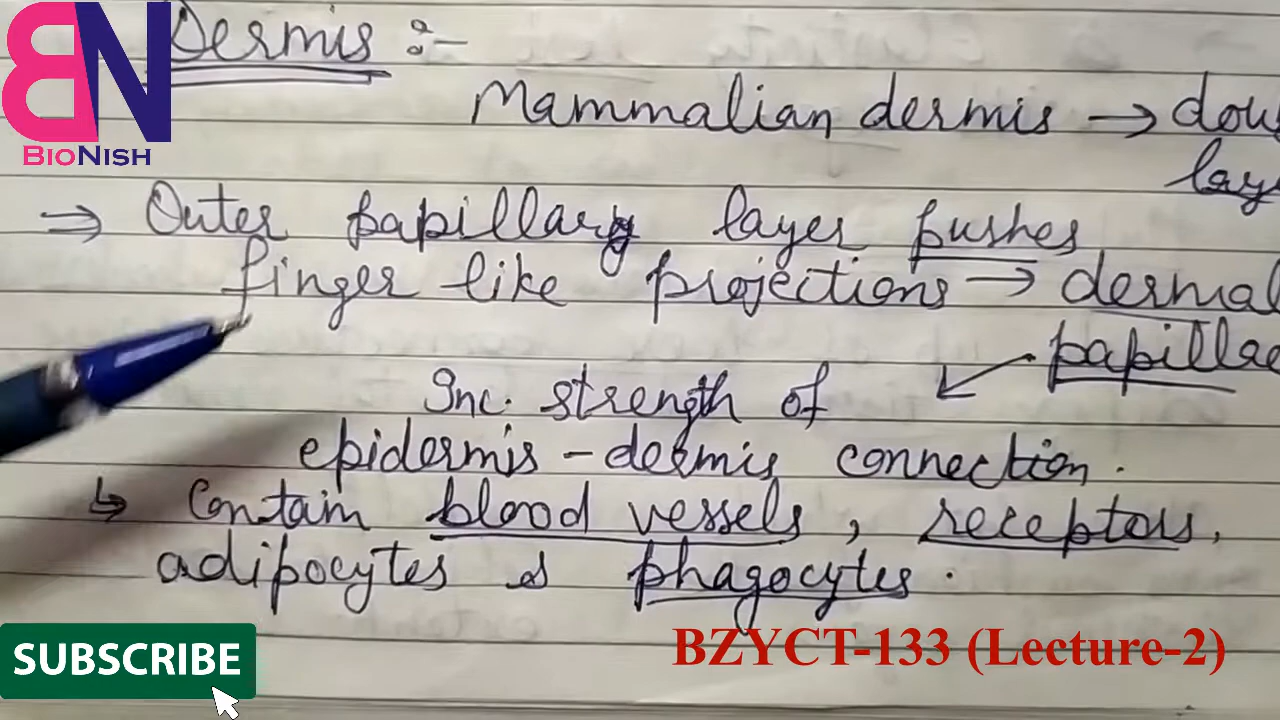 Dermis :-
BN
BIONISH
Mammalian dermis → dou
lay
⇒ Outer papillary layer pushes
finger like projections → dermal
papillae
Inc. strength of
epidermis - dermis connection.
↳ Contain blood vessels, receptors,
adipocytes & phagocytes.
BZYCT-133 (Lecture-2)
SUBSCRIBE